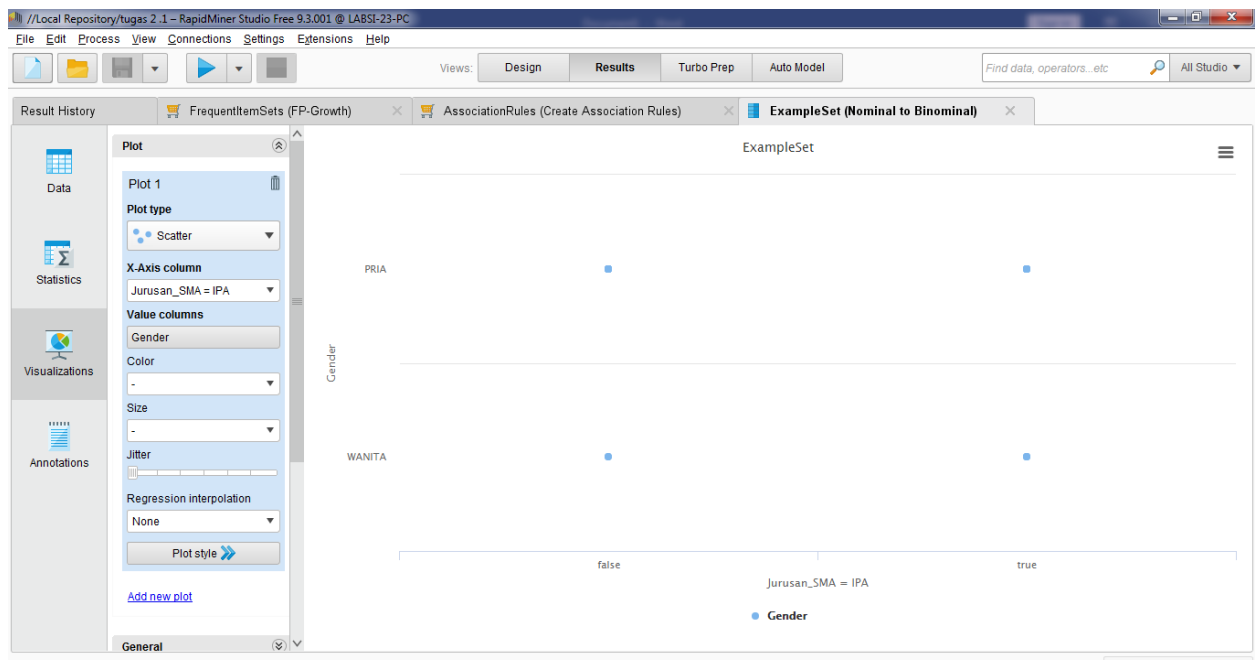 //Local Repository/tugas 2 .1 – RapidMiner Studio Free 9.3.001 @ LABSI-23-PC
File Edit Process View Connections Settings Extensions Help
Views: Design Results Turbo Prep Auto Model Find data, operators...etc All Studio
Result History FrequentItemSets (FP-Growth) AssociationRules (Create Association Rules) ExampleSet (Nominal to Binominal)
Data
Statistics
Visualizations
Annotations
Plot
Plot 1
Plot type
Scatter
X-Axis column
Jurusan_SMA = IPA
Value columns
Gender
Color
-
Size
-
Jitter
Regression interpolation
None
Plot style
Add new plot
General
ExampleSet
PRIA
Gender
WANITA
false true
Jurusan_SMA = IPA
Gender